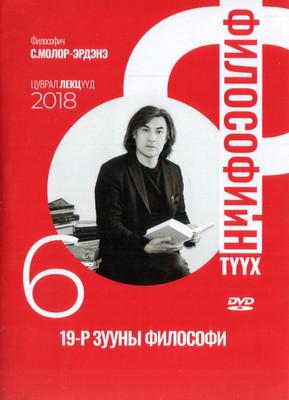 Философич
С.МОЛОР-ЭРДЭНЭ
ЦУВРАЛ ЛЕКЦҮҮД
2018
ФИЛОСОФИЙН
ТҮҮХ
6
DVD
19-Р ЗУУНЫ ФИЛОСОФИ